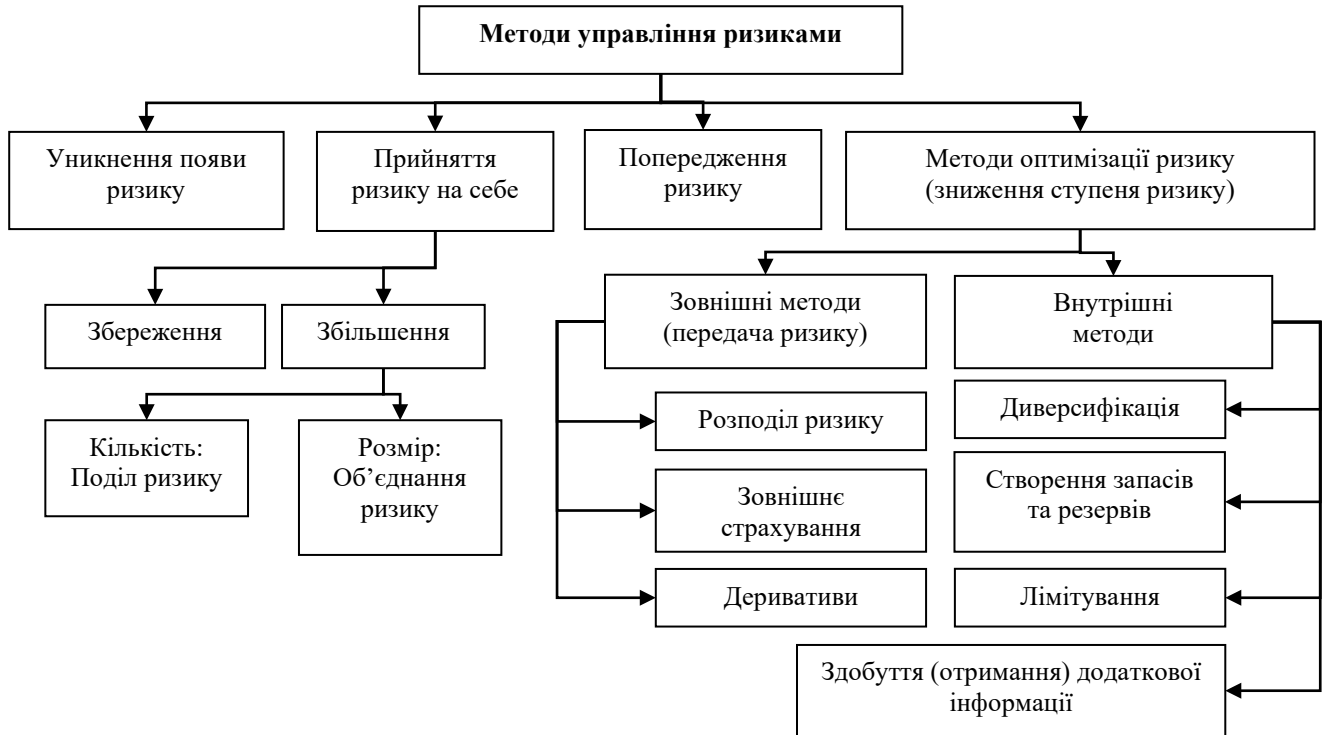 Методи управління ризиками
Уникнення появи
ризику
Прийняття
ризику на себе
Попередження
ризику
Методи оптимізації ризику
(зниження ступеня ризику)
Збереження
Збільшення
Зовнішні методи
(передача ризику)
Внутрішні
методи
Кількість:
Поділ ризику
Розмір:
Об’єднання
ризику
Розподіл ризику
Зовнішнє
страхування
Деривативи
Диверсифікація
Створення запасів
та резервів
Лімітування
Здобуття (отримання) додаткової
інформації